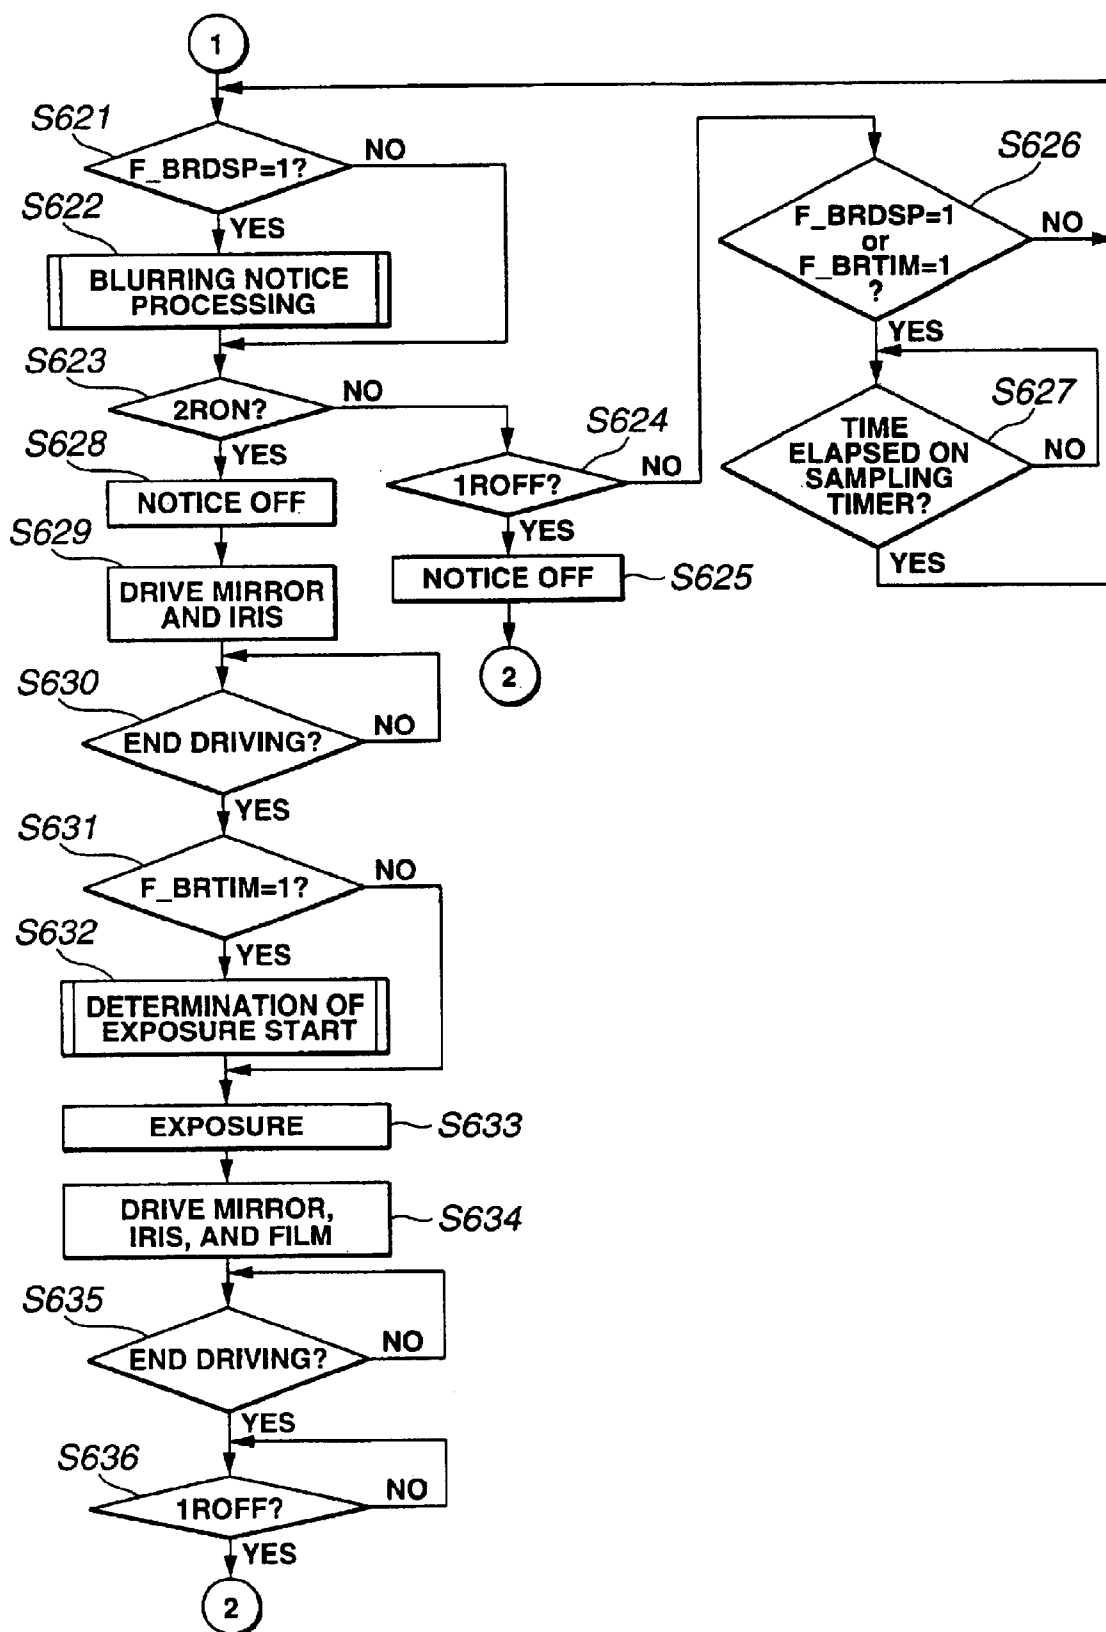 1
S621
F_BRDSP=1?
NO
YES
S622
BLURRING NOTICE
PROCESSING
S623
2RON?
NO
YES
S628
NOTICE OFF
S629
DRIVE MIRROR
AND IRIS
S624
1ROFF?
NO
YES
NOTICE OFF
S625
2
S626
F_BRDSP=1
or
F_BRTIM=1
?
NO
YES
S627
TIME
ELAPSED ON
SAMPLING
TIMER?
NO
YES
S630
END DRIVING?
NO
YES
S631
F_BRTIM=1?
NO
YES
S632
DETERMINATION OF
EXPOSURE START
EXPOSURE
S633
DRIVE MIRROR,
IRIS, AND FILM
S634
S635
END DRIVING?
NO
YES
S636
1ROFF?
NO
YES
2